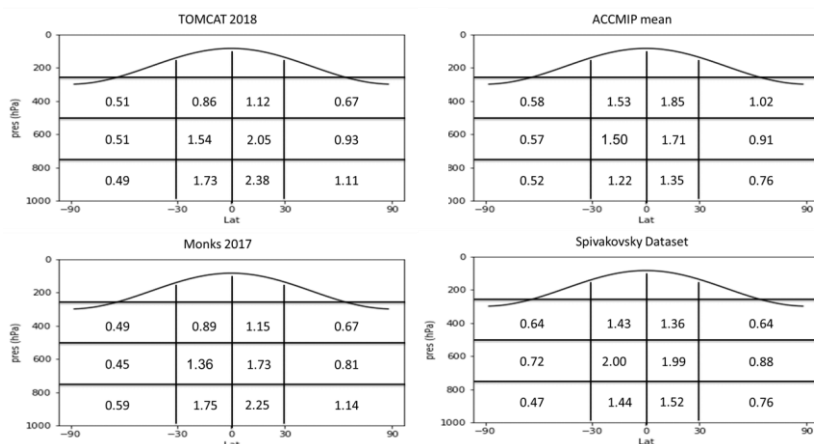 TOMCAT 2018
0
200
400
600
800
1000
pres (hPa)
0.51 0.86 1.12 0.67
0.51 1.54 2.05 0.93
0.49 1.73 2.38 1.11
−90 −30 0 30 90
Lat
ACCMIP mean
0
200
400
600
800
)00
pres (hPa)
0.58 1.53 1.85 1.02
0.57 1.50 1.71 0.91
0.52 1.22 1.35 0.76
−90 −30 0 30 90
Lat
Monks 2017
0
200
400
600
800
1000
pres (hPa)
0.49 0.89 1.15 0.67
0.45 1.36 1.73 0.81
0.59 1.75 2.25 1.14
−90 −30 0 30 90
Lat
Spivakovsky Dataset
0
200
400
600
800
1000
pres (hPa)
0.64 1.43 1.36 0.64
0.72 2.00 1.99 0.88
0.47 1.44 1.52 0.76
−90 −30 0 30 90
Lat